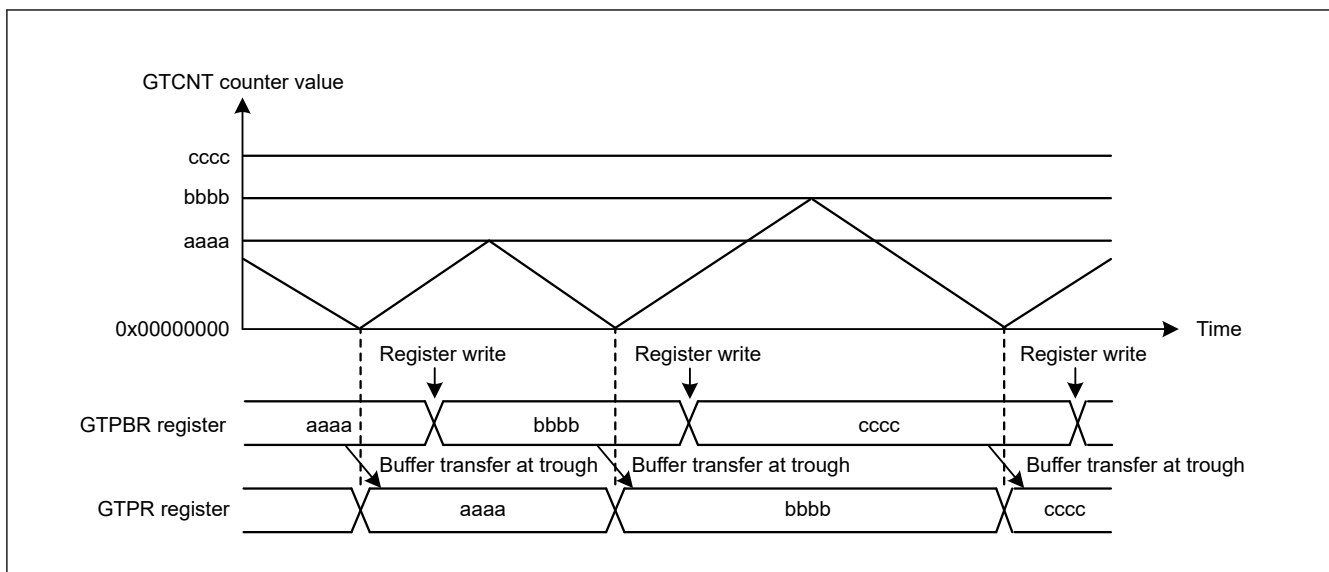 GTCNT counter value
cccc
bbbb
aaaa
0x00000000
Time
Register write Register write Register write
GTPBR register aaaa bbbb cccc
Buffer transfer at trough Buffer transfer at trough Buffer transfer at trough
GTPR register aaaa bbbb cccc